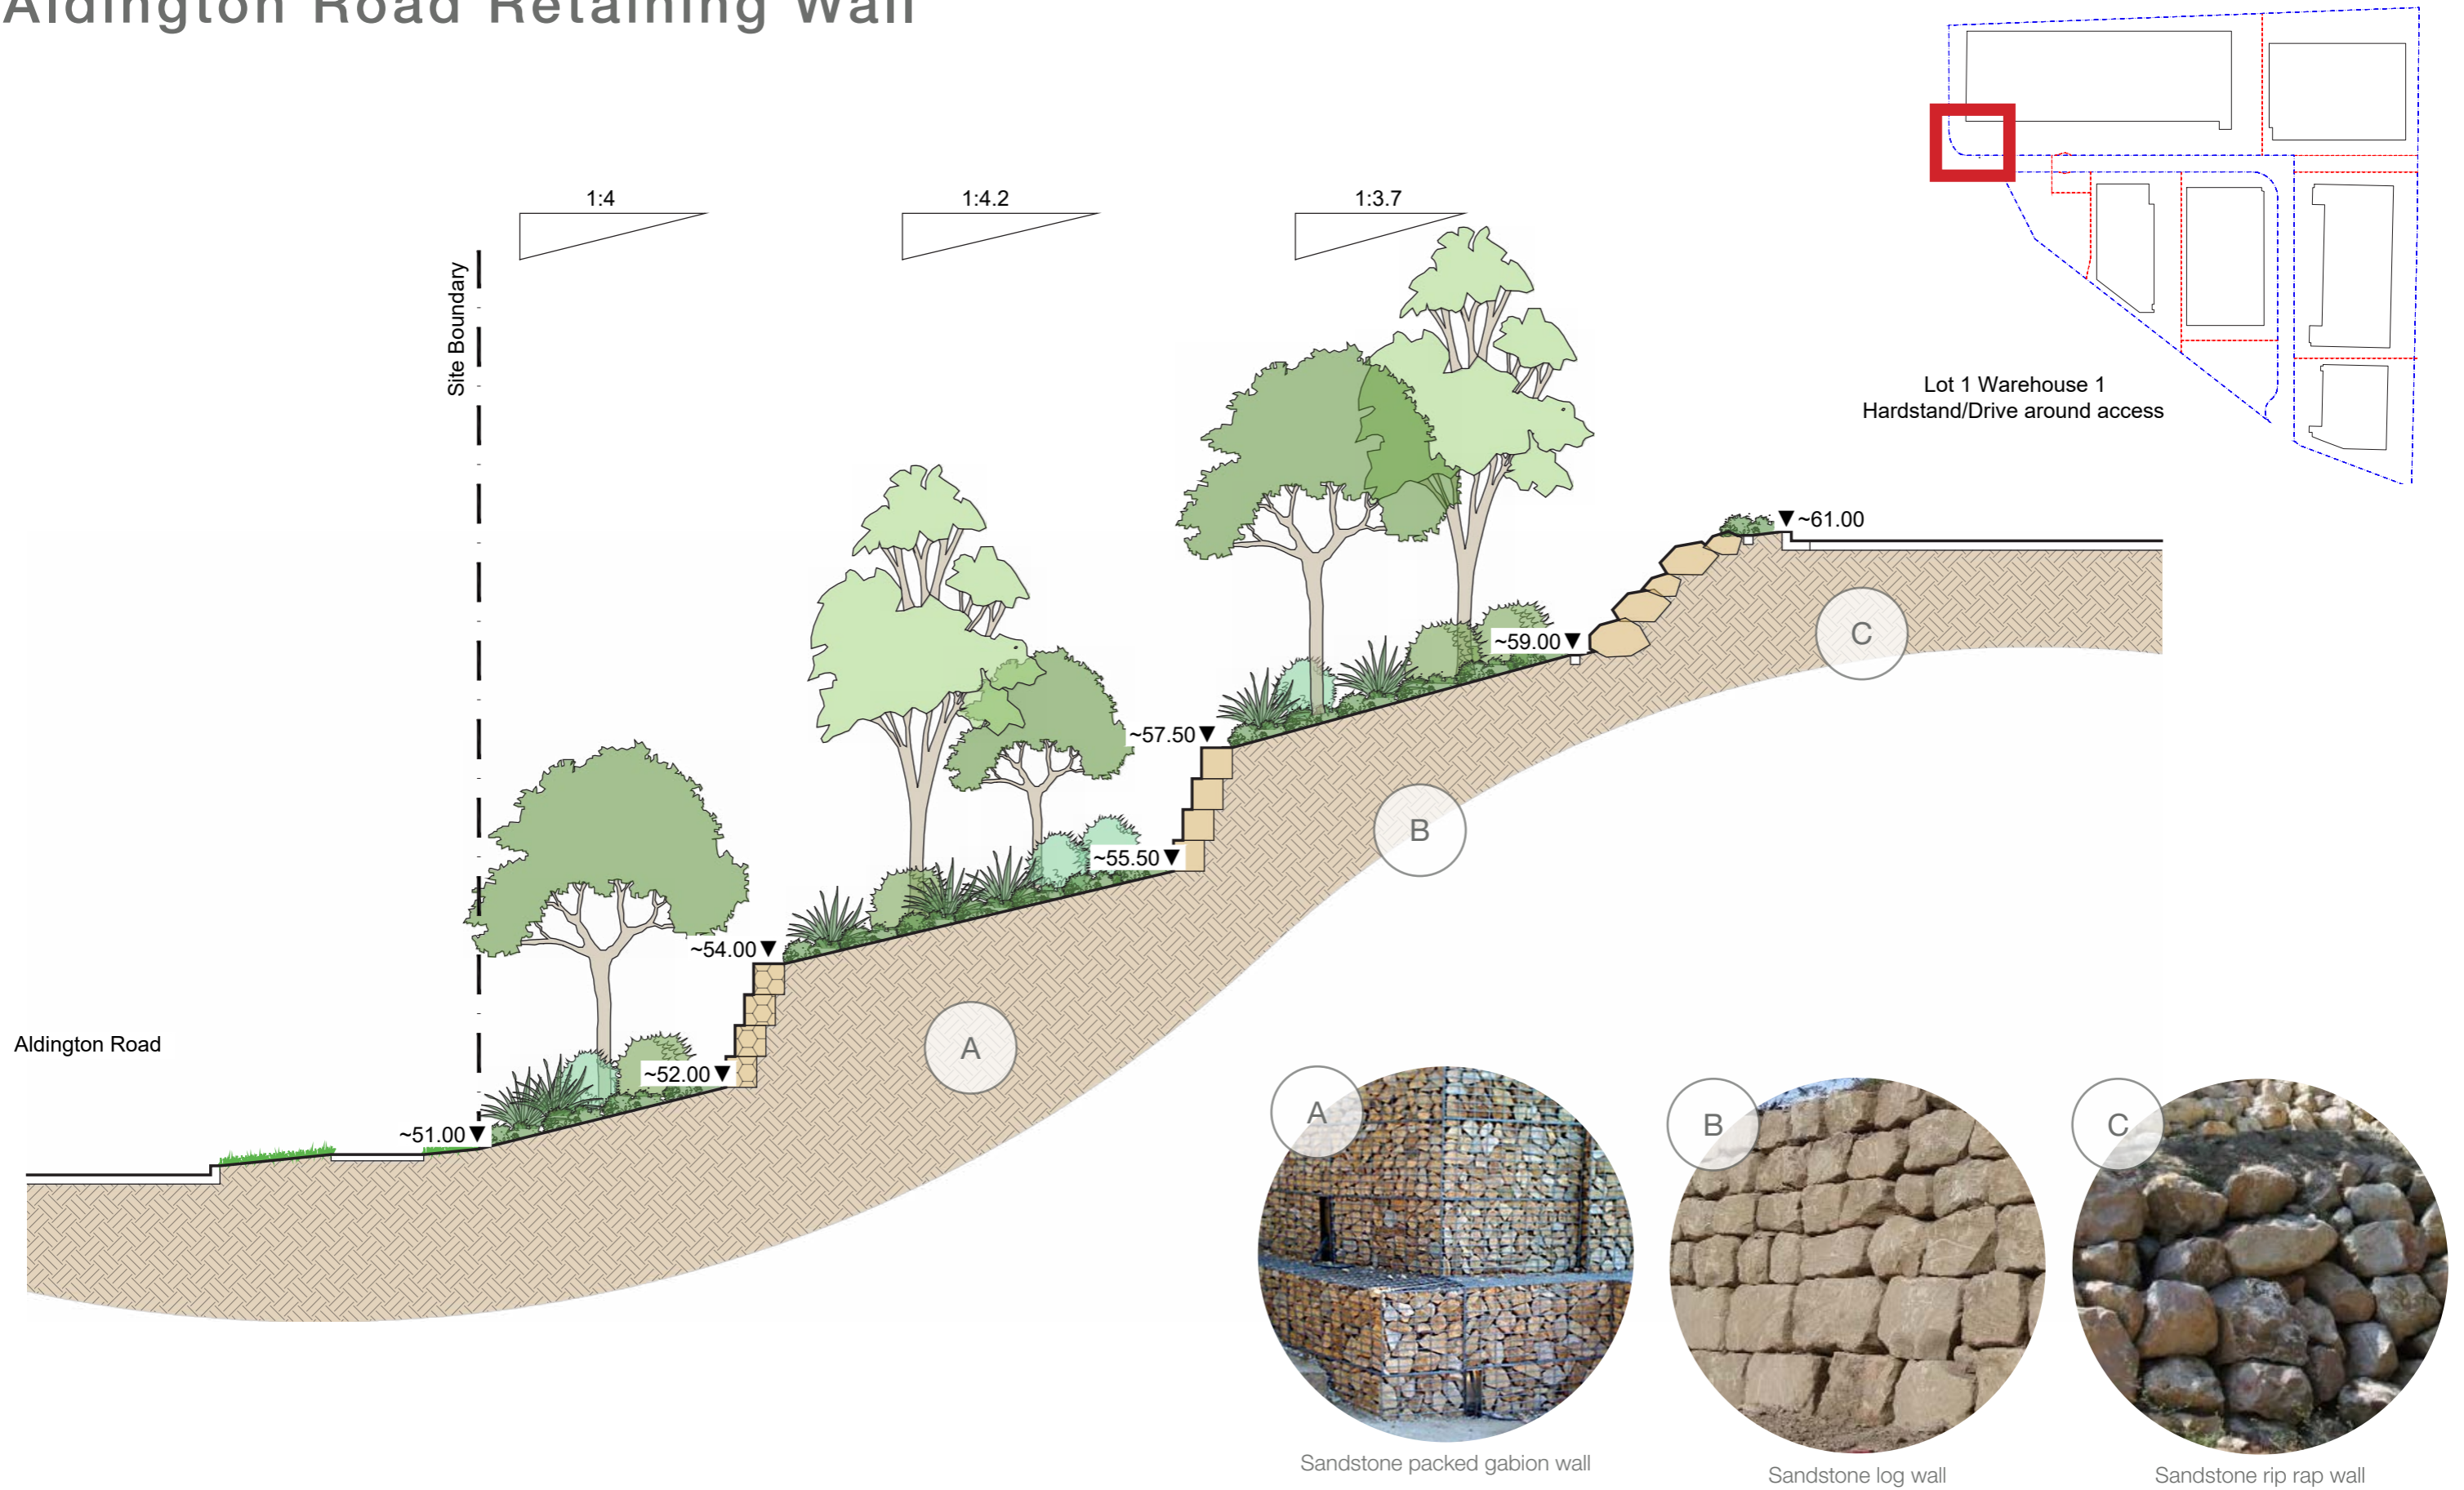 Aldington Road Retaining Wall
1:4
1:4.2
1:3.7
Site Boundary
Lot 1 Warehouse 1
Hardstand/Drive around access
~61.00
~59.00
C
~57.50
B
~55.50
~54.00
A
~52.00
Aldington Road
~51.00
A
B
C
Sandstone packed gabion wall
Sandstone log wall
Sandstone rip rap wall